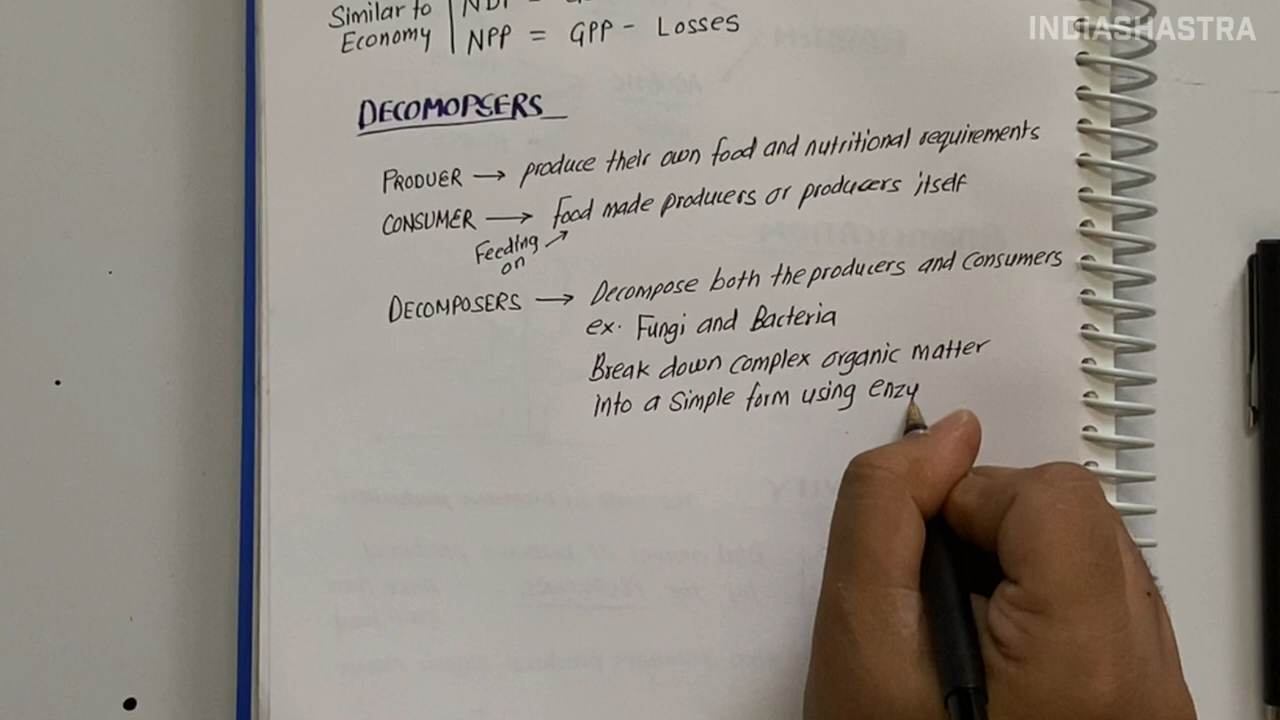 INDIASHASTRA
Similar to
Economy
NPP = GPP - Losses
DECOMOPSERS
PRODUER → produce their own food and nutritional requirements
CONSUMER → food made producers or producers itself
Feeding
on
DECOMPOSERS → Decompose both the producers and consumers
ex. Fungi and Bacteria
Break down complex organic matter
into a simple form using enzy